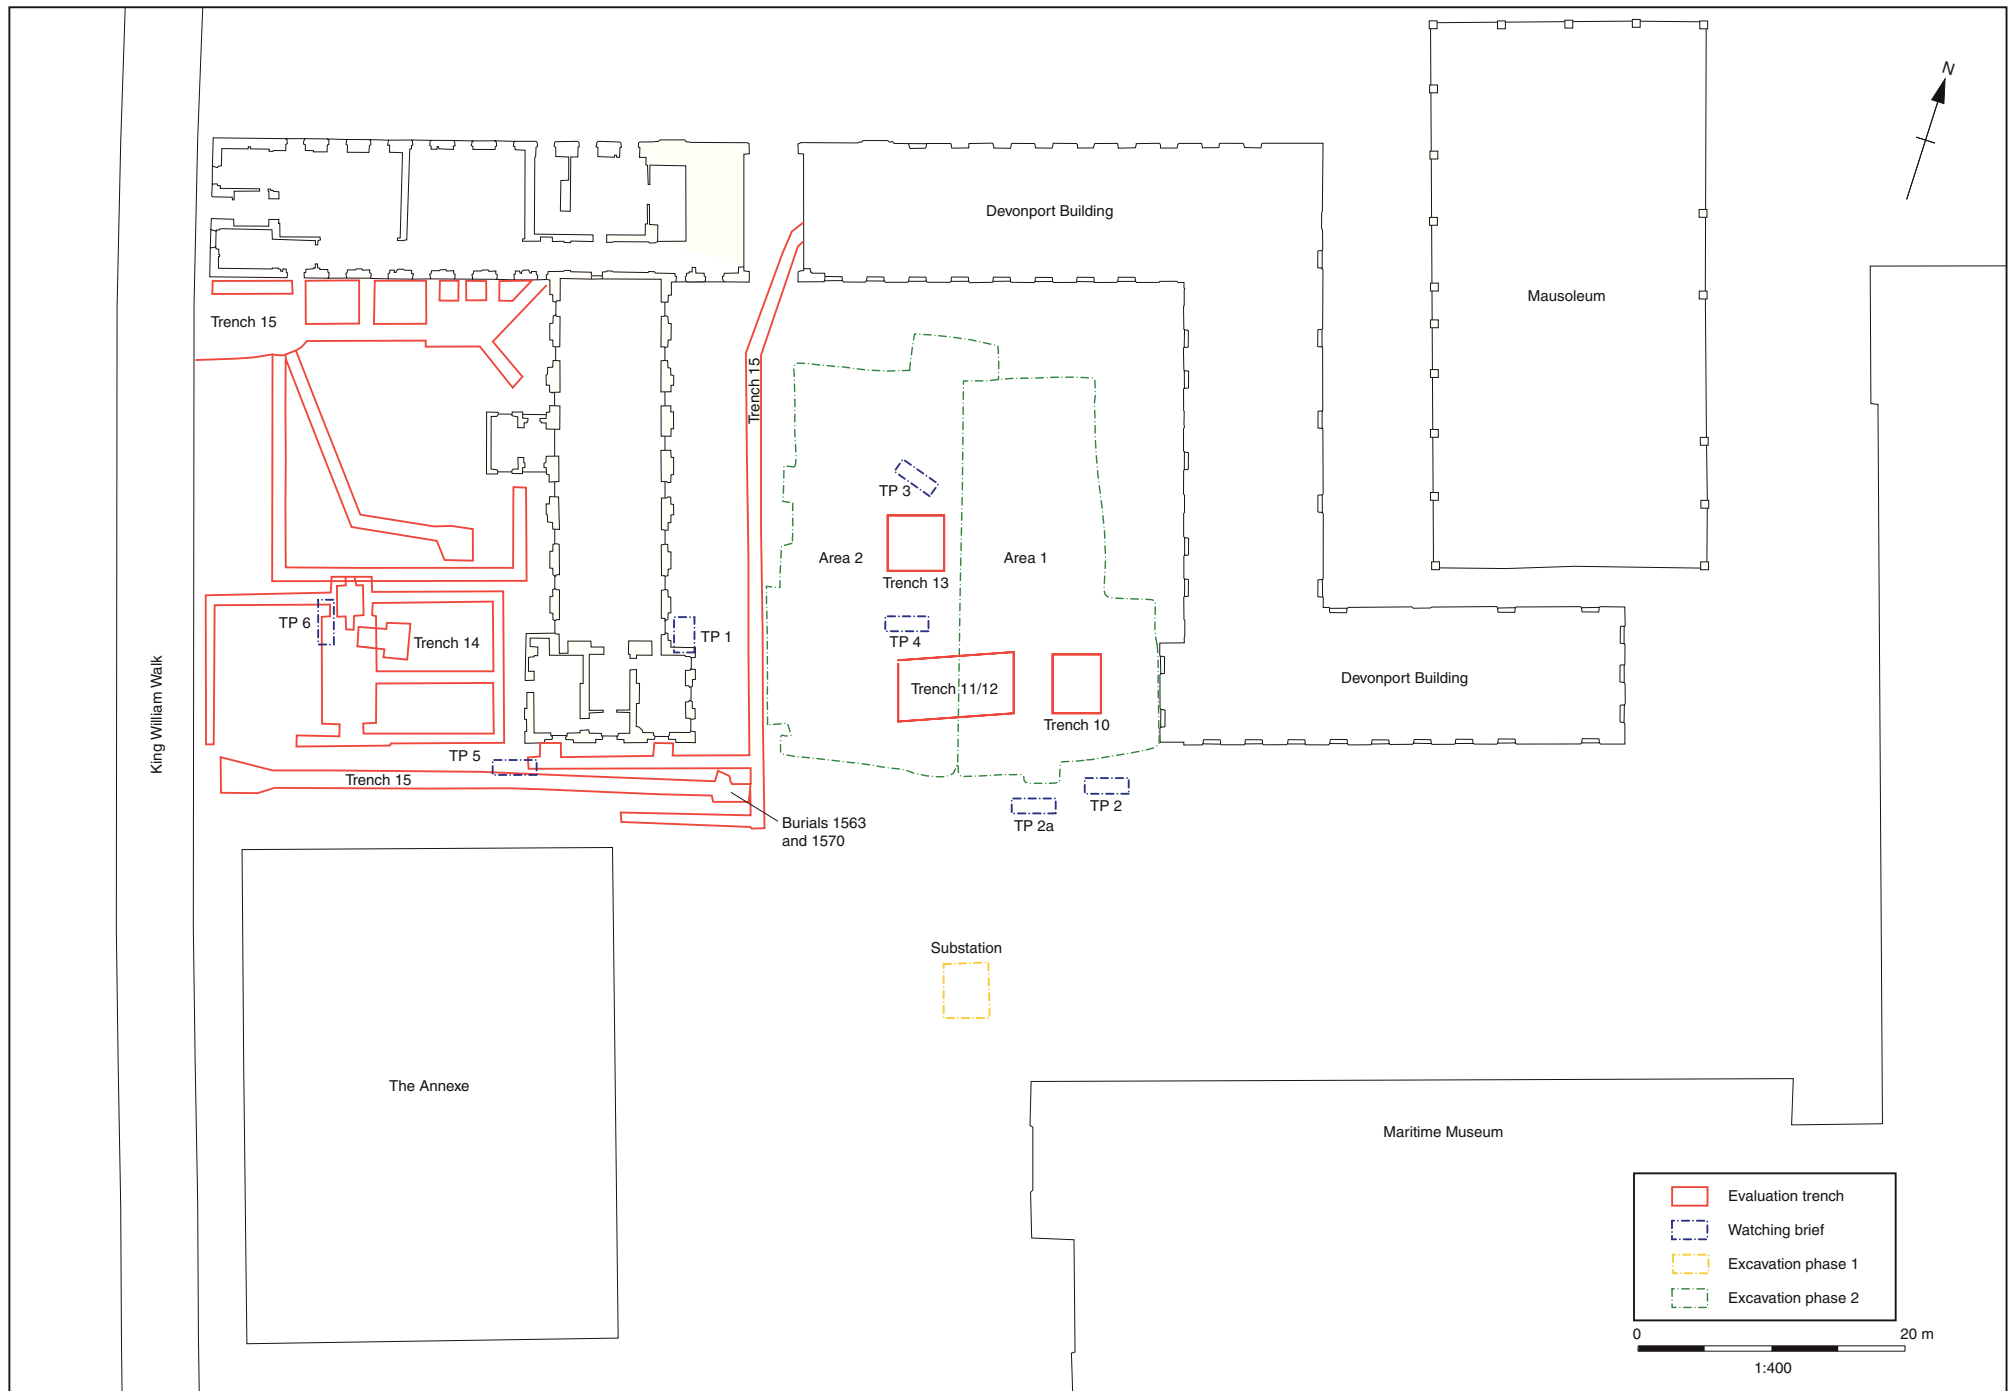 N
Devonport Building
Mausoleum
Trench 15
Trench 15
TP 3
Area 2
Area 1
Trench 13
TP 6
Trench 14
TP 1
TP 4
Trench 11/12
Trench 10
Devonport Building
King William Walk
TP 5
Trench 15
TP 2
TP 2a
Burials 1563
and 1570
Substation
The Annexe
Maritime Museum
Evaluation trench
Watching brief
Excavation phase 1
Excavation phase 2
0 20 m
1:400